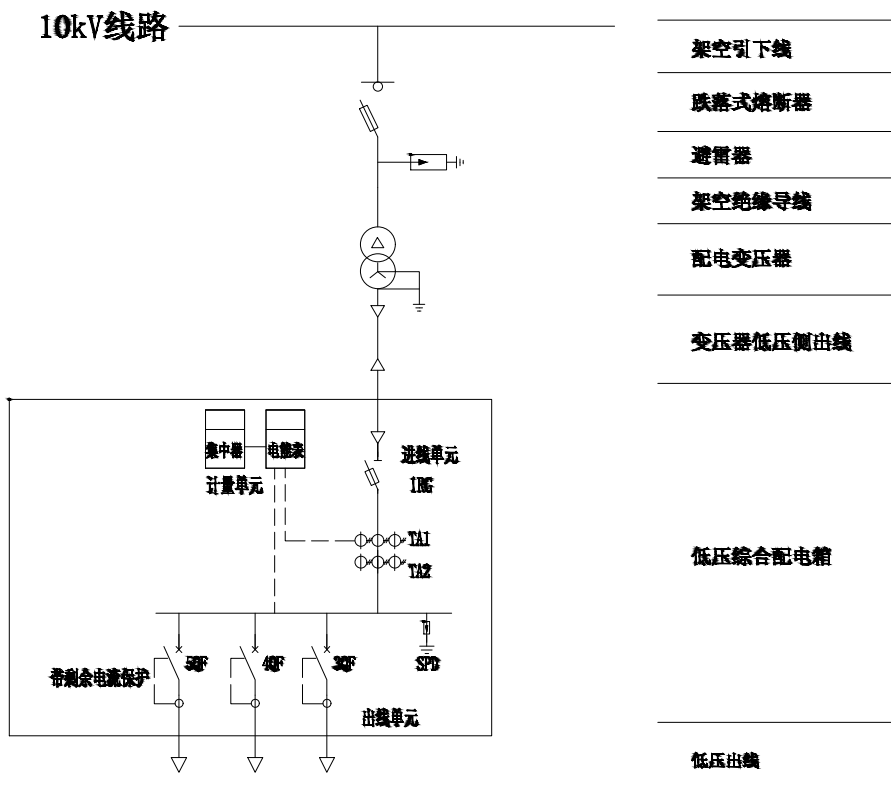 10kV线路
架空引下线
跌落式熔断器
避雷器
架空绝缘导线
配电变压器
变压器低压侧出线
集中器
电能表
计量单元
进线单元
1RG
TA1
TA2
低压综合配电箱
5QF
4QF
3QF
SPD
带剩余电流保护
出线单元
低压出线